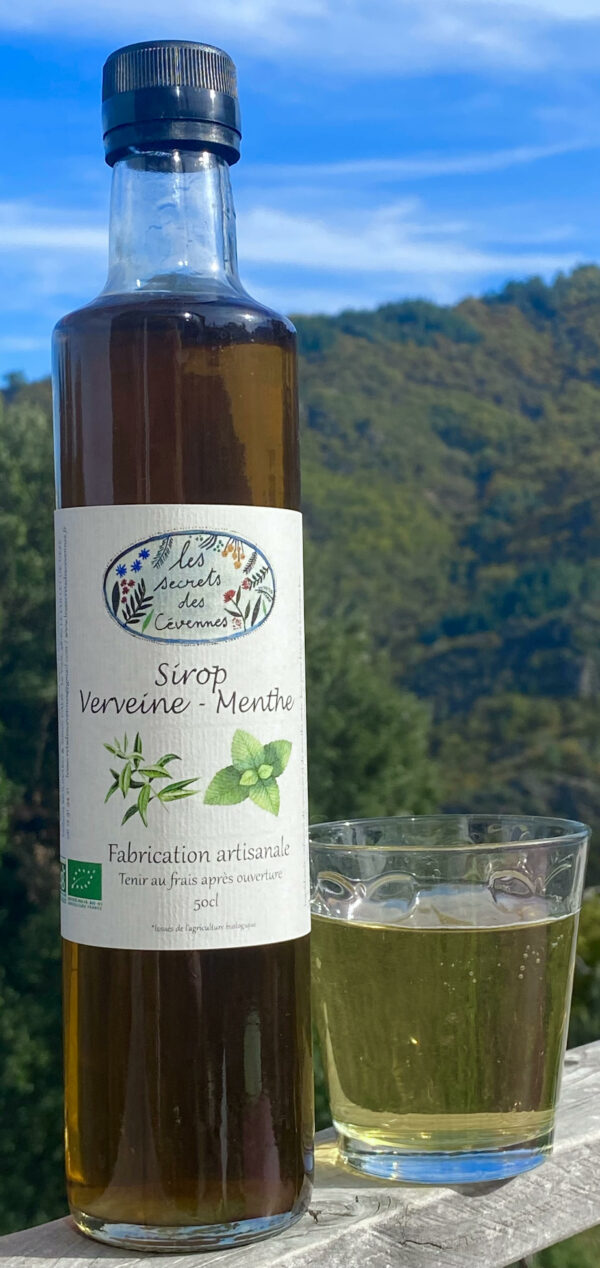 les
secrets
des
Cévennes
Sirop
Verveine - Menthe
Fabrication artisanale
Tenir au frais après ouverture
50cl
*Issues de l'agriculture biologique